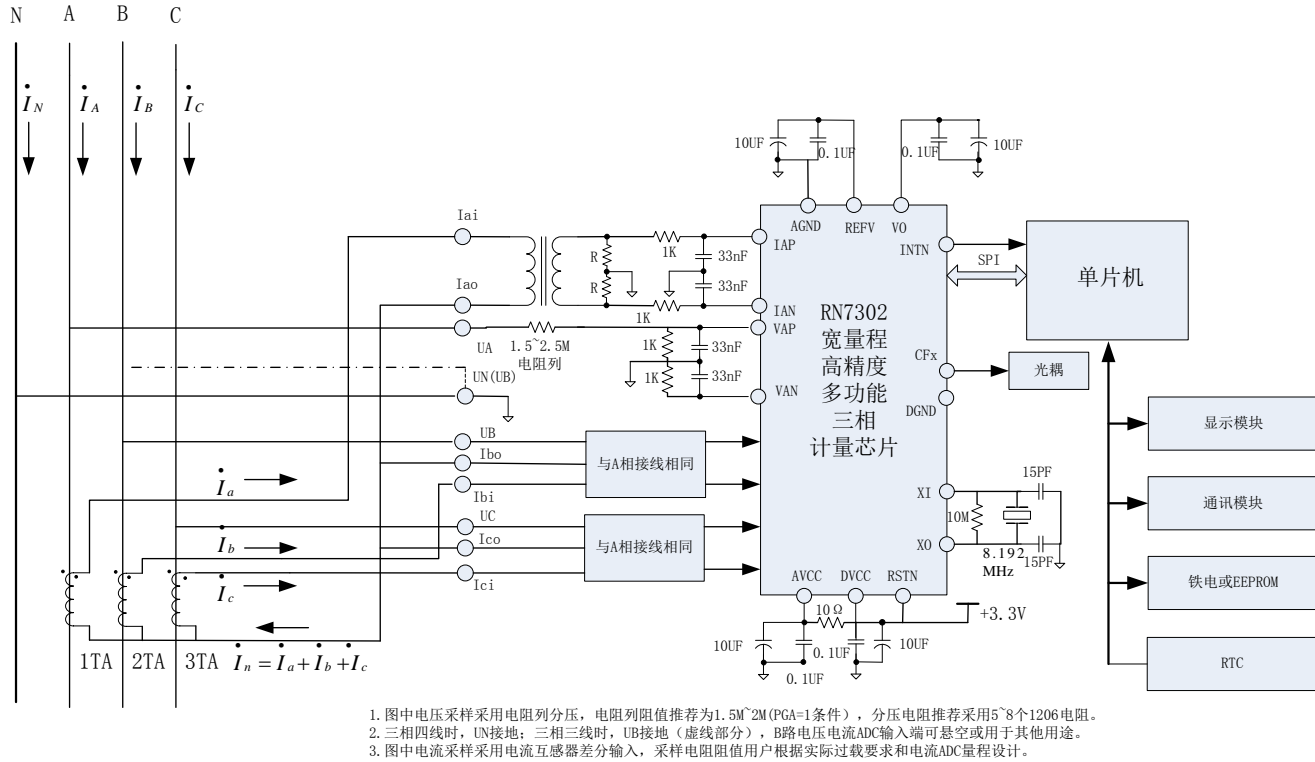 N A B C
İN İA İB İC
10UF 0.1UF 0.1UF 10UF
AGND REFV VO
Iai
IAP
INTN
SPI
单片机
1K 33nF
R
R
33nF
Iao
IAN
1K
VAP
RN7302
宽量程
高精度
多功能
三相
计量芯片
UA
1.5~2.5M
电阻列
1K 33nF
1K 33nF
CFx
光耦
UN(UB)
VAN
DGND
显示模块
UB
Ibo
Ibi
与A相接线相同
İa
15PF
XI
10M
通讯模块
UC
Ico
Ici
与A相接线相同
İb
XO
8.192
MHz
15PF
İc
AVCC DVCC RSTN
铁电或EEPROM
10Ω
+3.3V
10UF
0.1UF
0.1UF
10UF
1TA 2TA 3TA
İn = İa + İb + İc
RTC
1.图中电压采样采用电阻列分压，电阻列阻值推荐为1.5M~2M(PGA=1条件），分压电阻推荐采用5~8个1206电阻。
2.三相四线时，UN接地；三相三线时，UB接地（虚线部分），B路电压电流ADC输入端可悬空或用于其他用途。
3.图中电流采样采用电流互感器差分输入，采样电阻阻值用户根据实际过载要求和电流ADC量程设计。